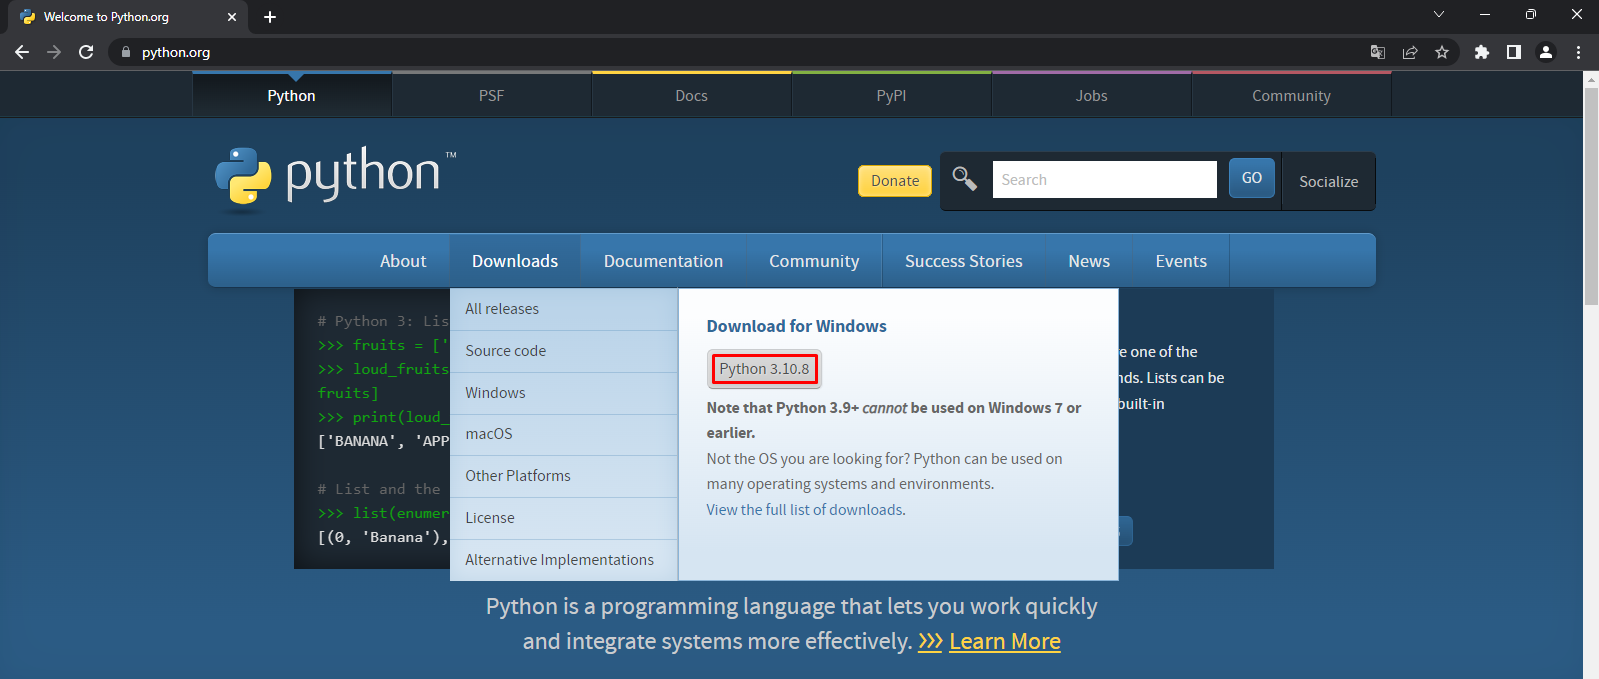 Welcome to Python.org
python.org
Python PSF Docs PyPI Jobs Community
python™
Donate Search GO Socialize
About Downloads Documentation Community Success Stories News Events
# Python 3: Lis
>>> fruits = ['
>>> loud_fruits
fruits]
>>> print(loud_
['BANANA', 'APP
# List and the
>>> list(enumer
[(0, 'Banana'),
All releases
Source code
Windows
macOS
Other Platforms
License
Alternative Implementations
Download for Windows
Python 3.10.8
Note that Python 3.9+ cannot be used on Windows 7 or
earlier.
Not the OS you are looking for? Python can be used on
many operating systems and environments.
View the full list of downloads.
e one of the
nds. Lists can be
built-in
Python is a programming language that lets you work quickly
and integrate systems more effectively. >>> Learn More